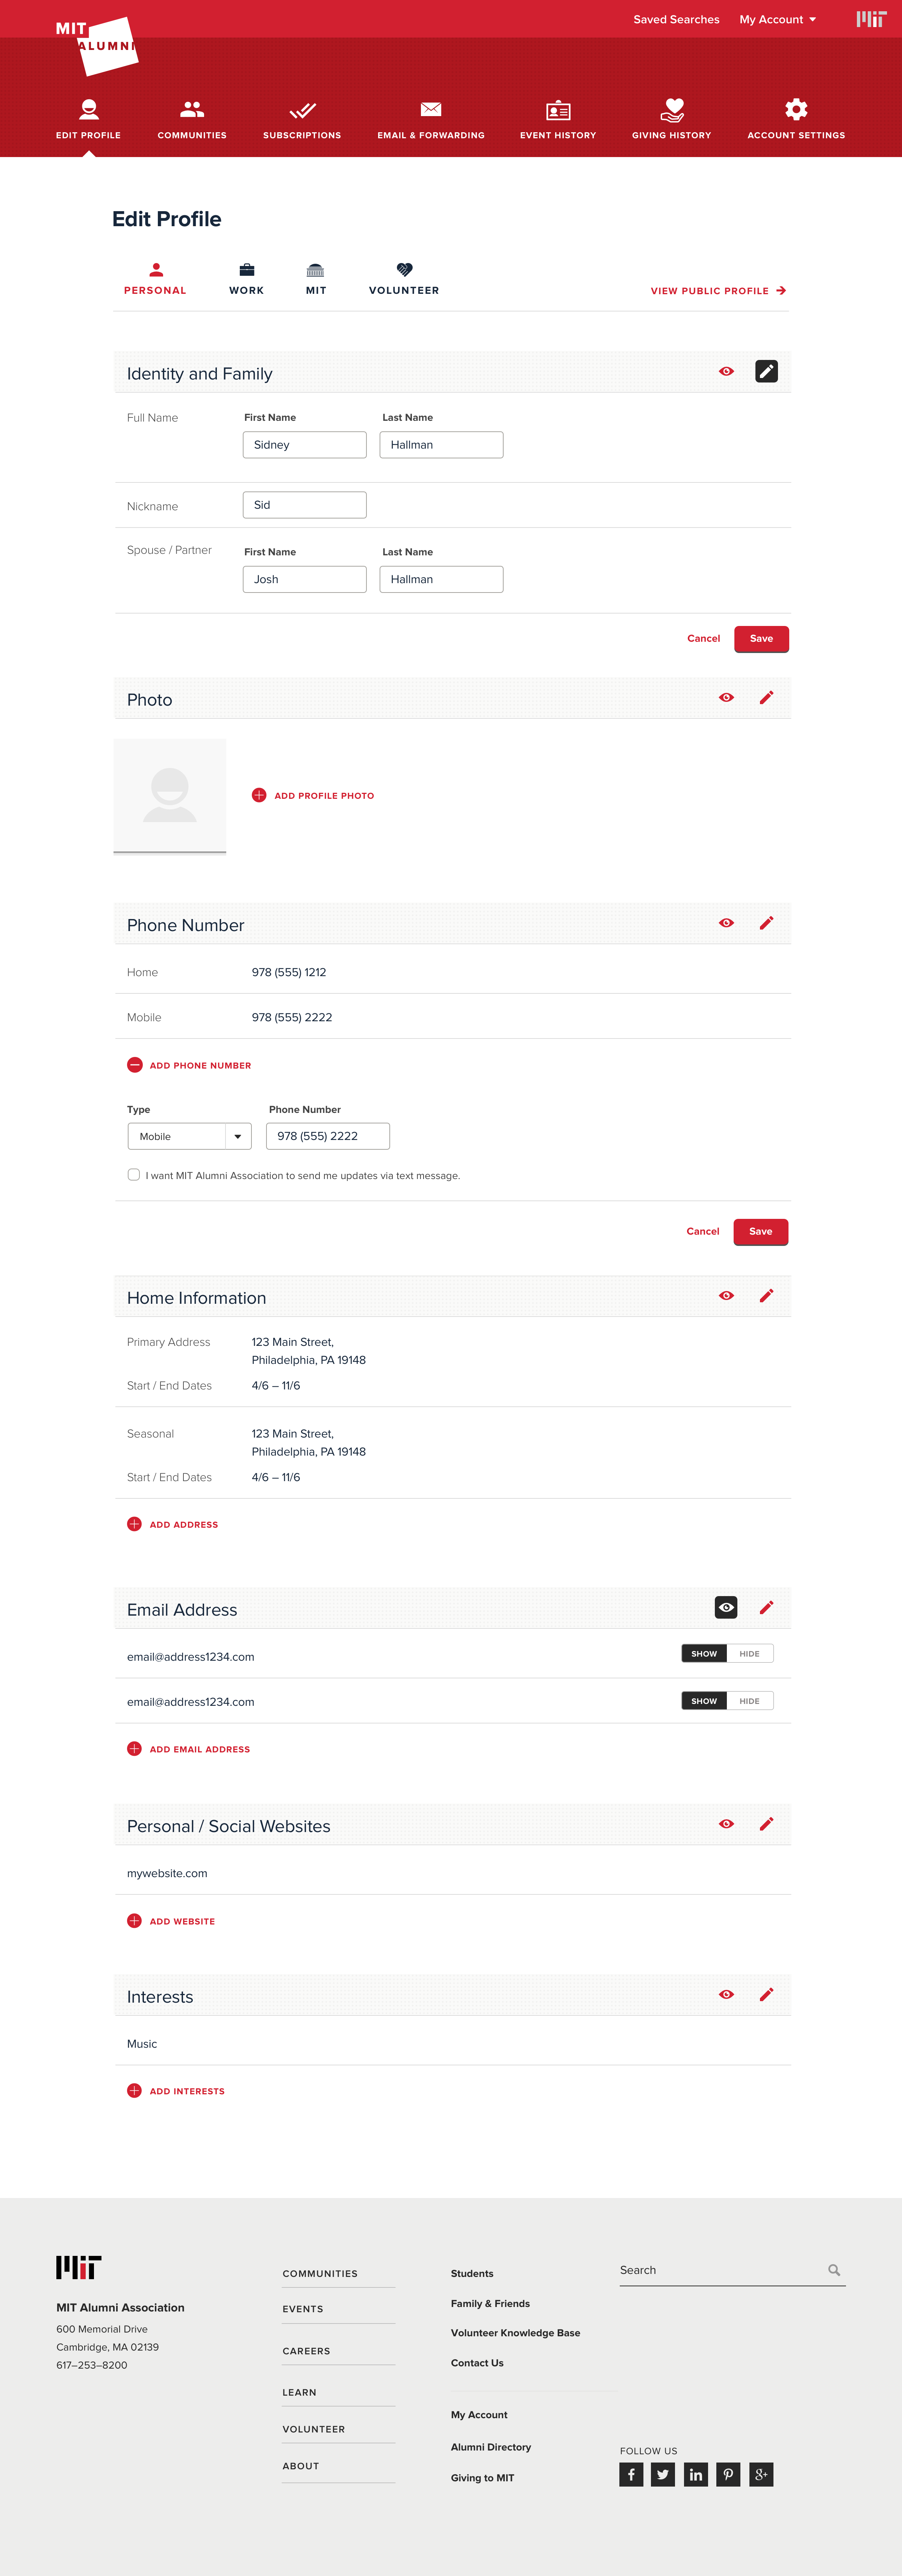 Saved Searches My Account
MIT
ALUMNI
EDIT PROFILE COMMUNITIES SUBSCRIPTIONS EMAIL & FORWARDING EVENT HISTORY GIVING HISTORY ACCOUNT SETTINGS
Edit Profile
PERSONAL WORK MIT VOLUNTEER VIEW PUBLIC PROFILE
Identity and Family
Full Name First Name Last Name
Sidney Hallman
Nickname Sid
Spouse / Partner First Name Last Name
Josh Hallman
Cancel Save
Photo
ADD PROFILE PHOTO
Phone Number
Home 978 (555) 1212
Mobile 978 (555) 2222
ADD PHONE NUMBER
Type Phone Number
Mobile 978 (555) 2222
I want MIT Alumni Association to send me updates via text message.
Cancel Save
Home Information
Primary Address 123 Main Street,
Philadelphia, PA 19148
Start / End Dates 4/6 – 11/6
Seasonal 123 Main Street,
Philadelphia, PA 19148
Start / End Dates 4/6 – 11/6
ADD ADDRESS
Email Address
email@address1234.com SHOW HIDE
email@address1234.com SHOW HIDE
ADD EMAIL ADDRESS
Personal / Social Websites
mywebsite.com
ADD WEBSITE
Interests
Music
ADD INTERESTS
MIT Alumni Association
600 Memorial Drive
Cambridge, MA 02139
617–253–8200
COMMUNITIES
EVENTS
CAREERS
LEARN
VOLUNTEER
ABOUT
Students
Family & Friends
Volunteer Knowledge Base
Contact Us
My Account
Alumni Directory
Giving to MIT
Search
FOLLOW US